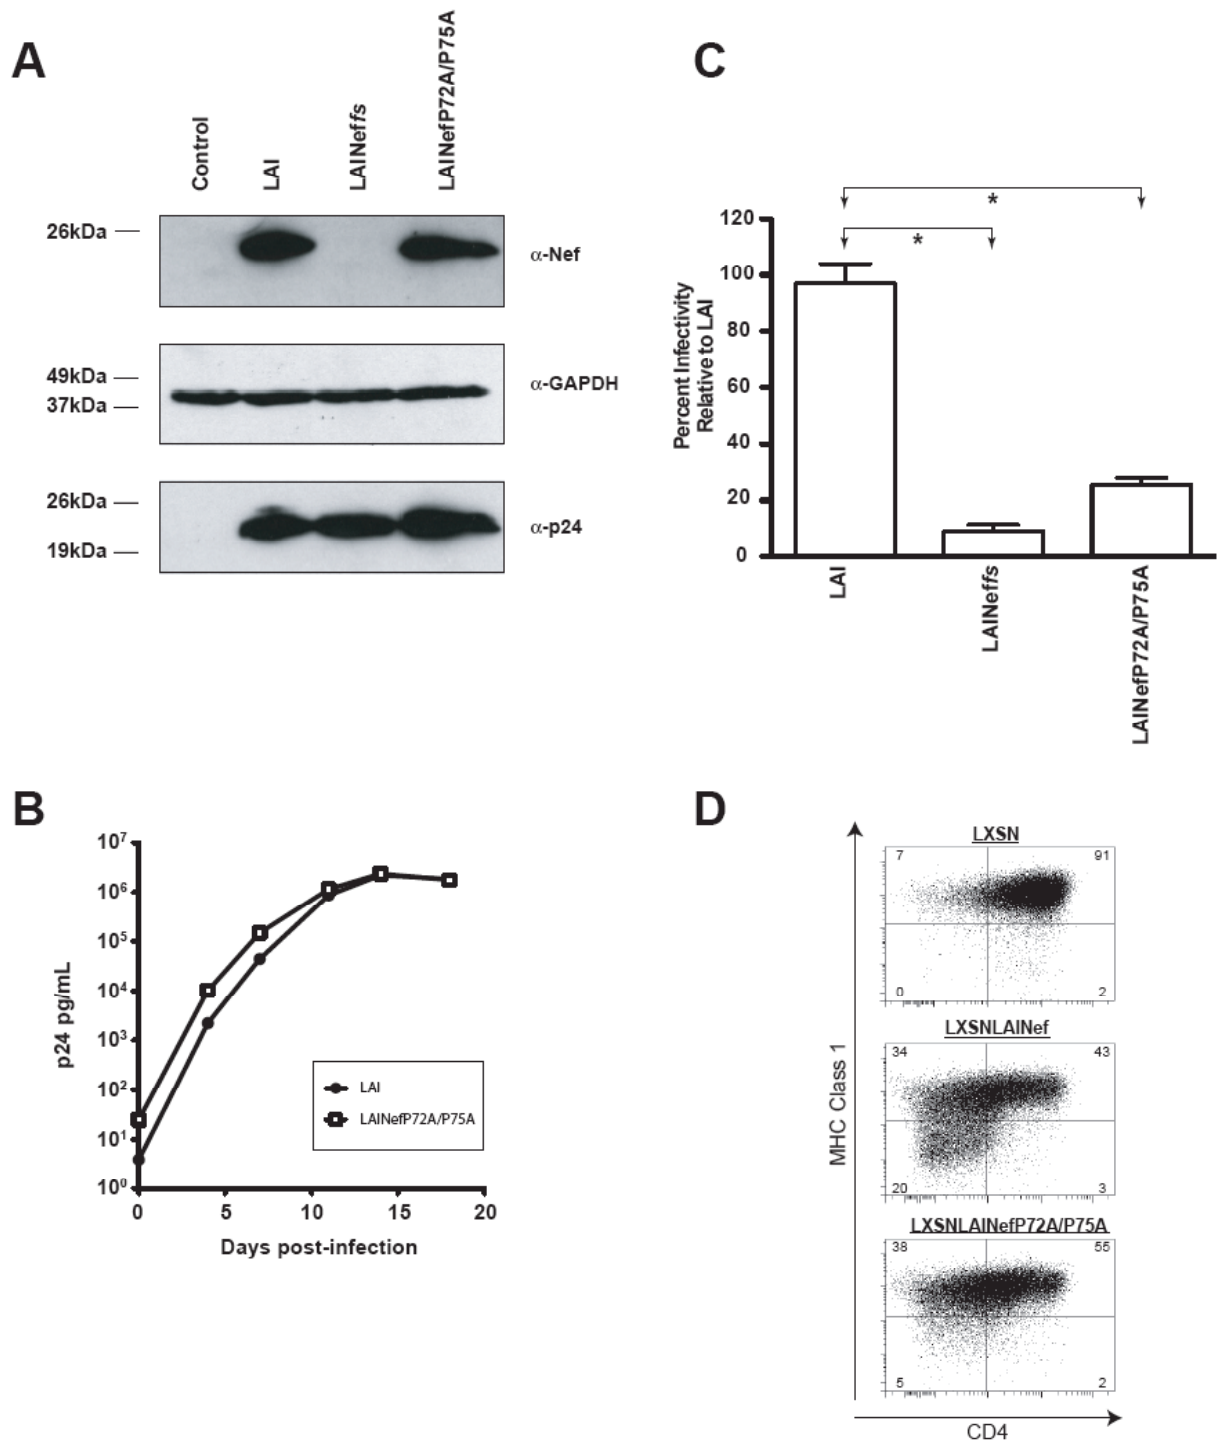 A
Control
LAI
LAINeffs
LAINefP72A/P75A
26kDa
α-Nef
49kDa
37kDa
α-GAPDH
26kDa
19kDa
α-p24
C
*
*
Percent Infectivity
Relative to LAI
120
100
80
60
40
20
0
LAI
LAINeffs
LAINefP72A/P75A
B
p24 pg/mL
10⁷
10⁶
10⁵
10⁴
10³
10²
10¹
10⁰
0 5 10 15 20
Days post-infection
LAI
LAINefP72A/P75A
D
MHC Class 1
LXSN
7 91
0 2
LXSNLAINef
34 43
20 3
LXSNLAINefP72A/P75A
38 55
5 2
CD4